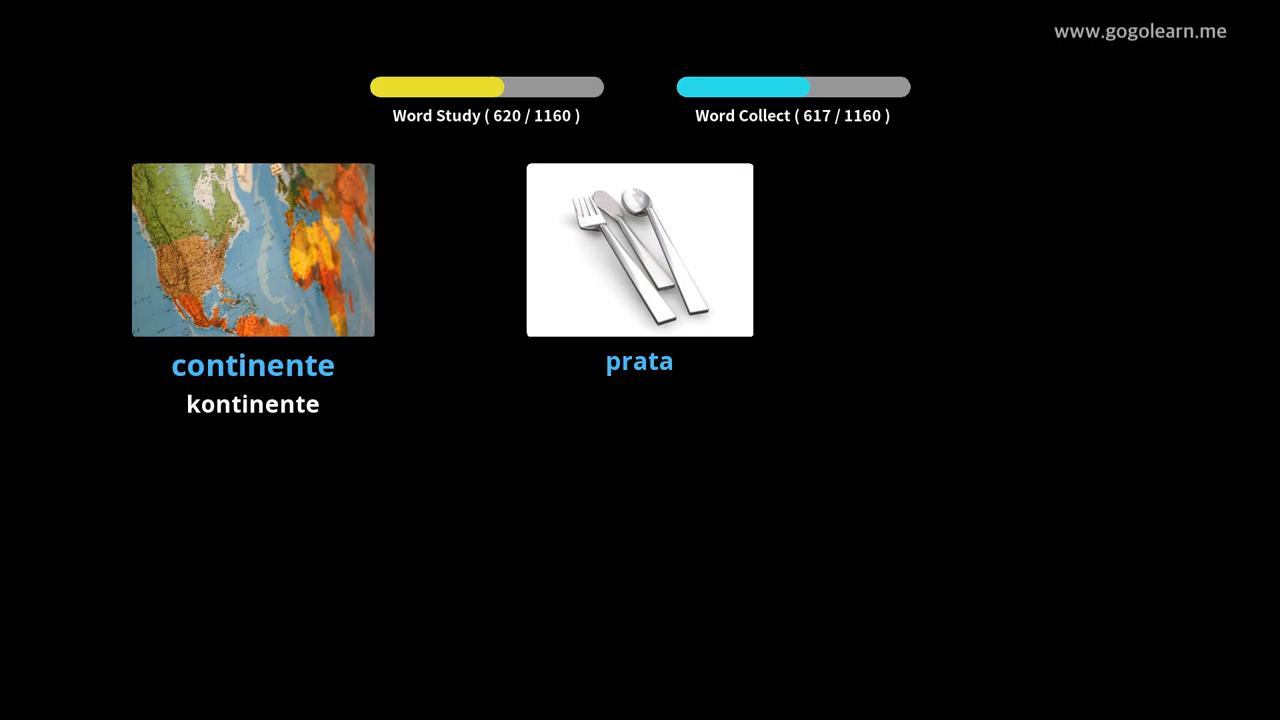 www.gogolearn.me
Word Study ( 620 / 1160 )
Word Collect ( 617 / 1160 )
continente
kontinente
prata